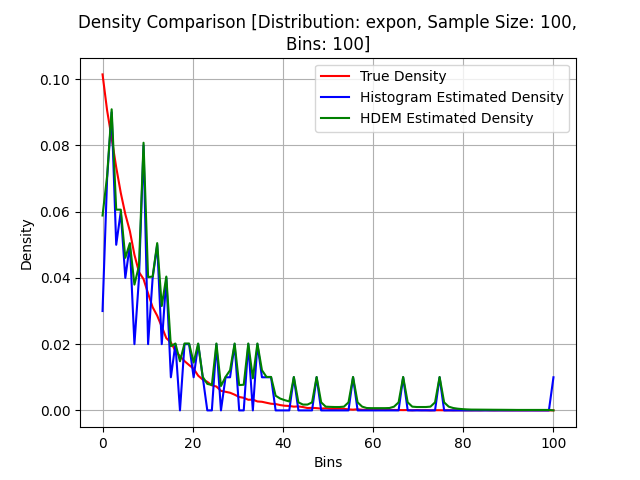 Density Comparison [Distribution: expon, Sample Size: 100,
Bins: 100]
True Density
Histogram Estimated Density
HDEM Estimated Density
Density
0.10
0.08
0.06
0.04
0.02
0.00
0 20 40 60 80 100
Bins